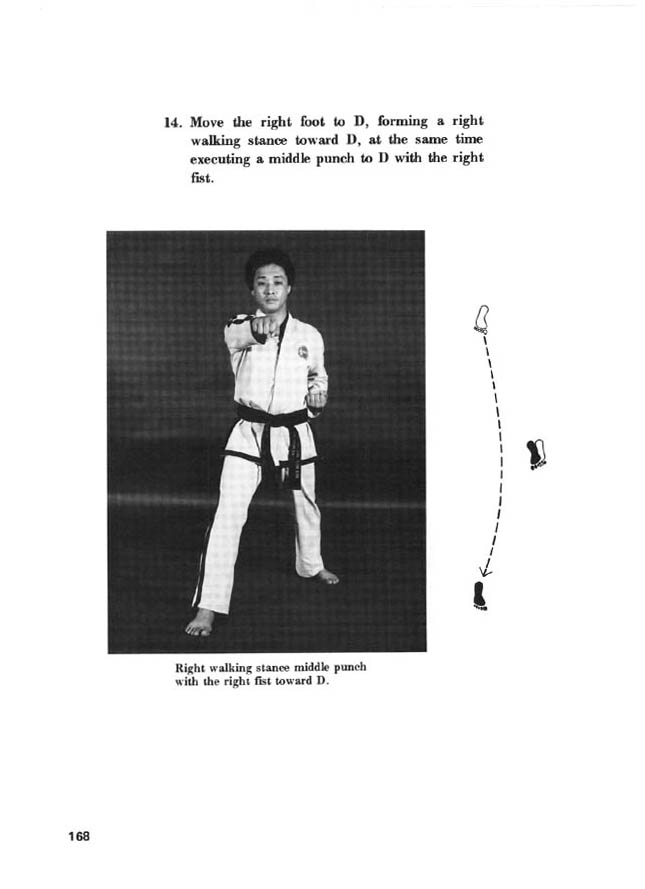 14. Move the right foot to D, forming a right
walking stance toward D, at the same time
executing a middle punch to D with the right
fist.
Right walking stance middle punch
with the right fist toward D.
168